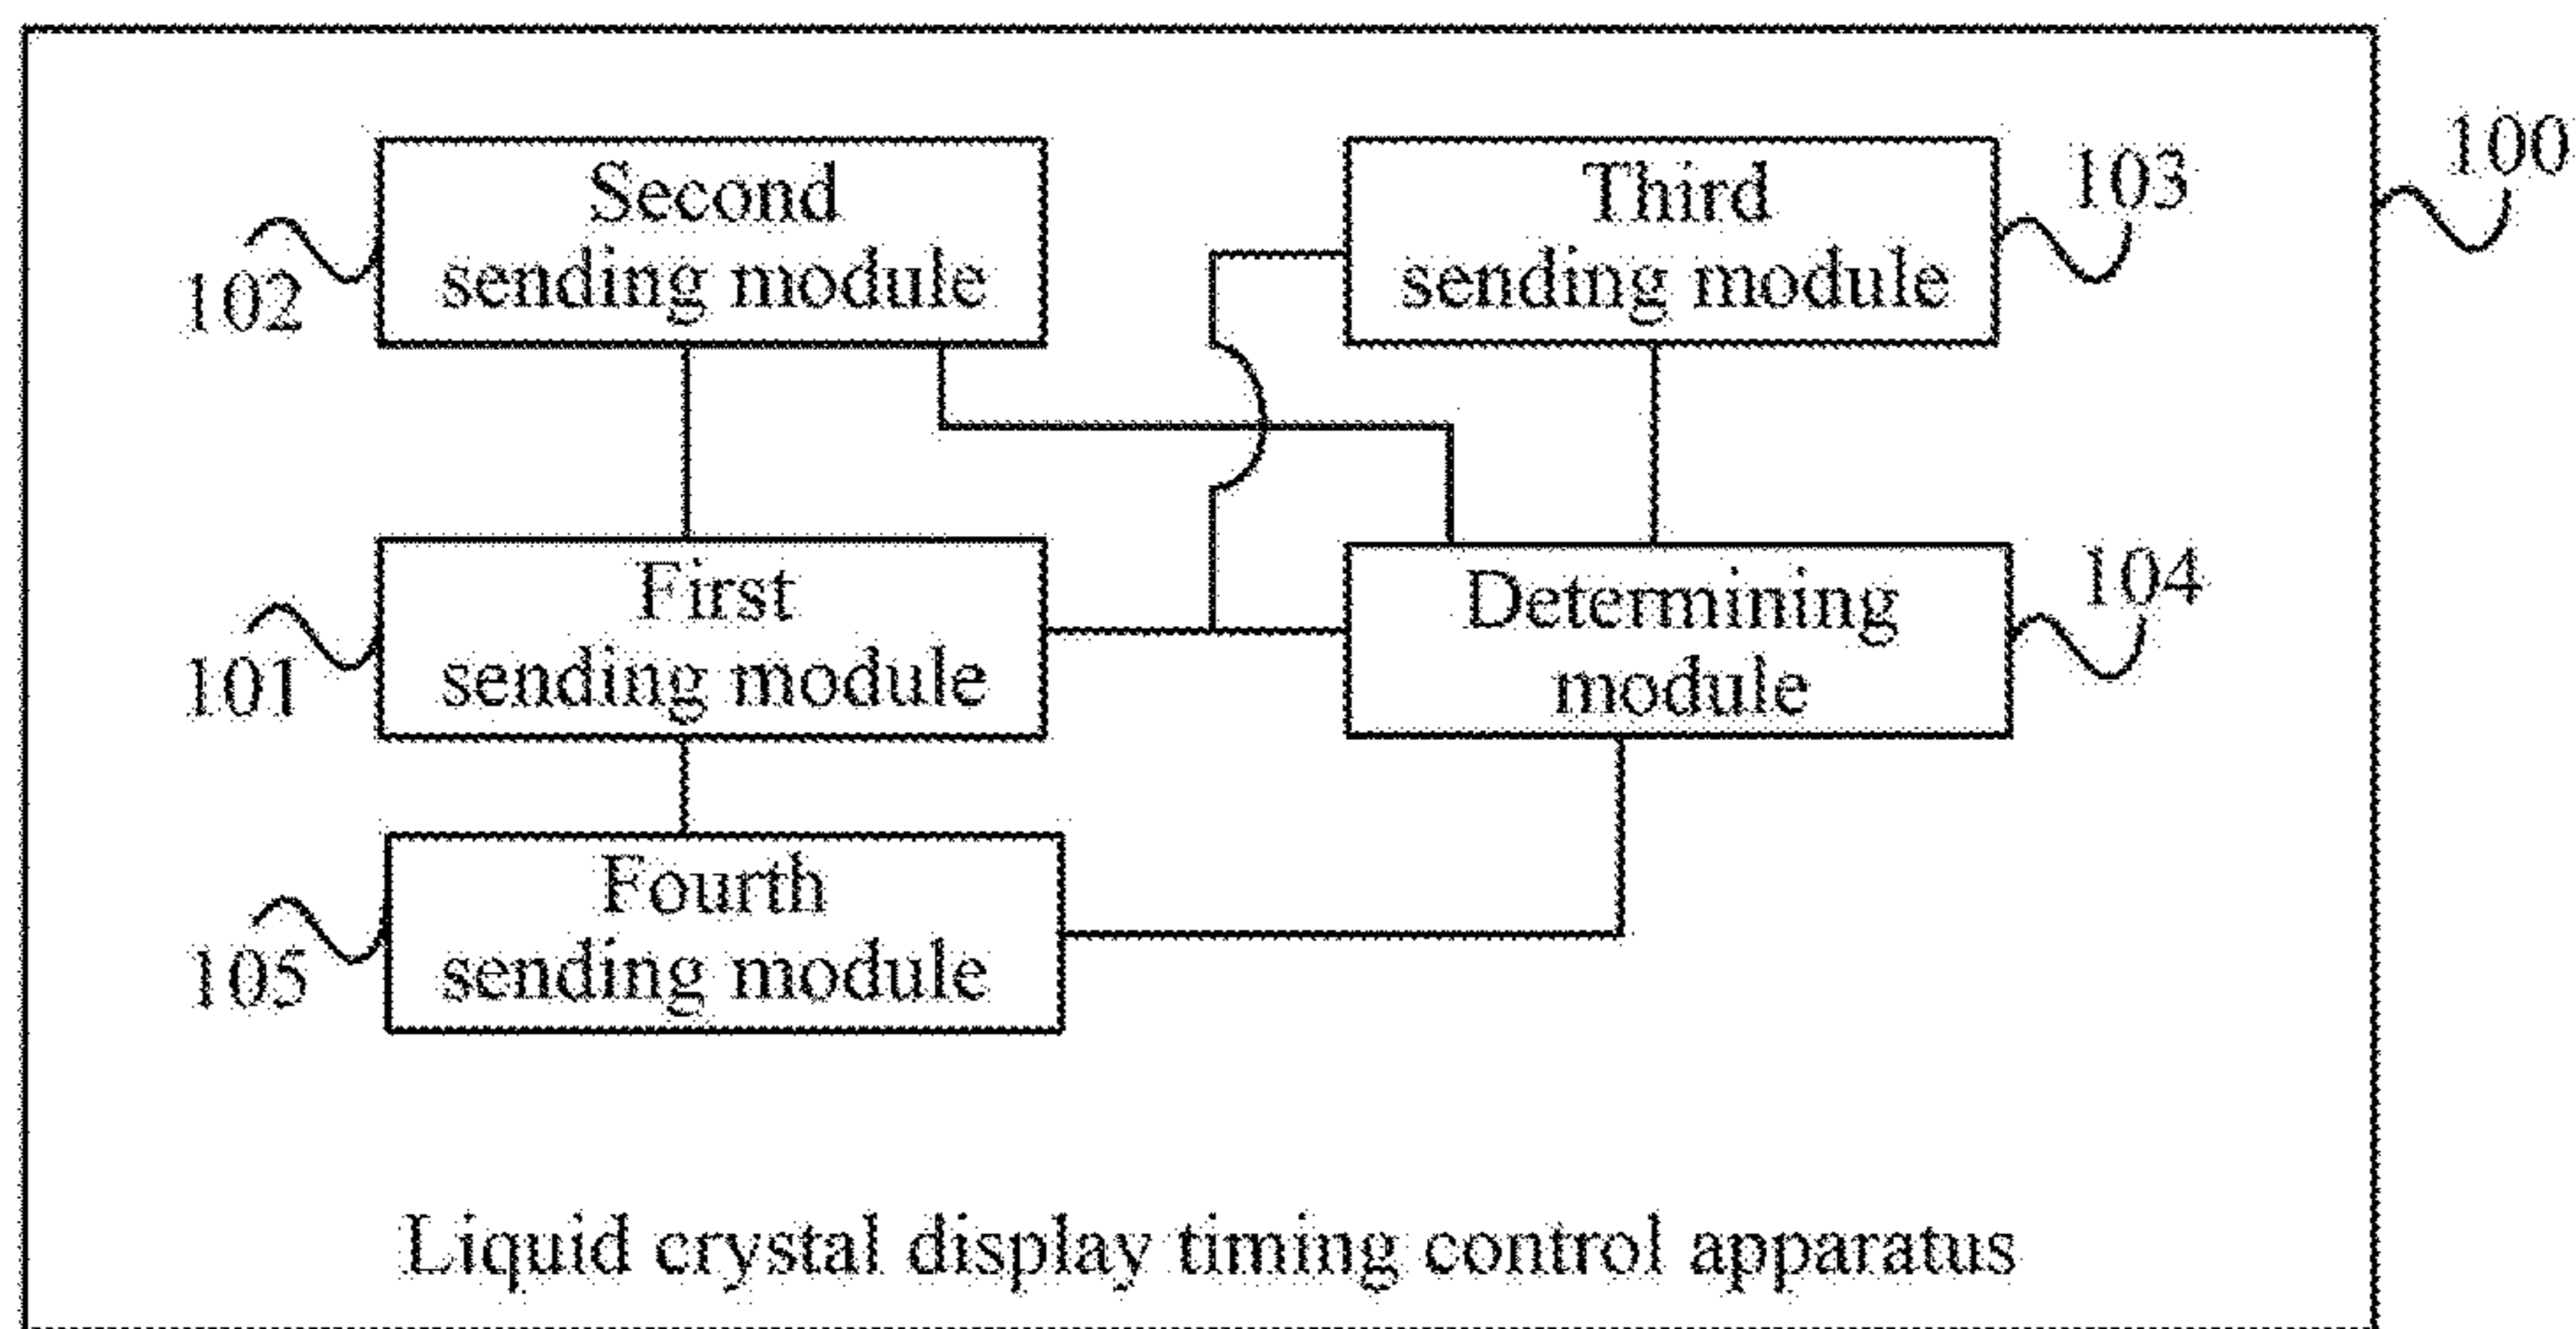 100
Second
sending module
102
Third
sending module
103
First
sending module
101
Determining
module
104
Fourth
sending module
105
Liquid crystal display timing control apparatus